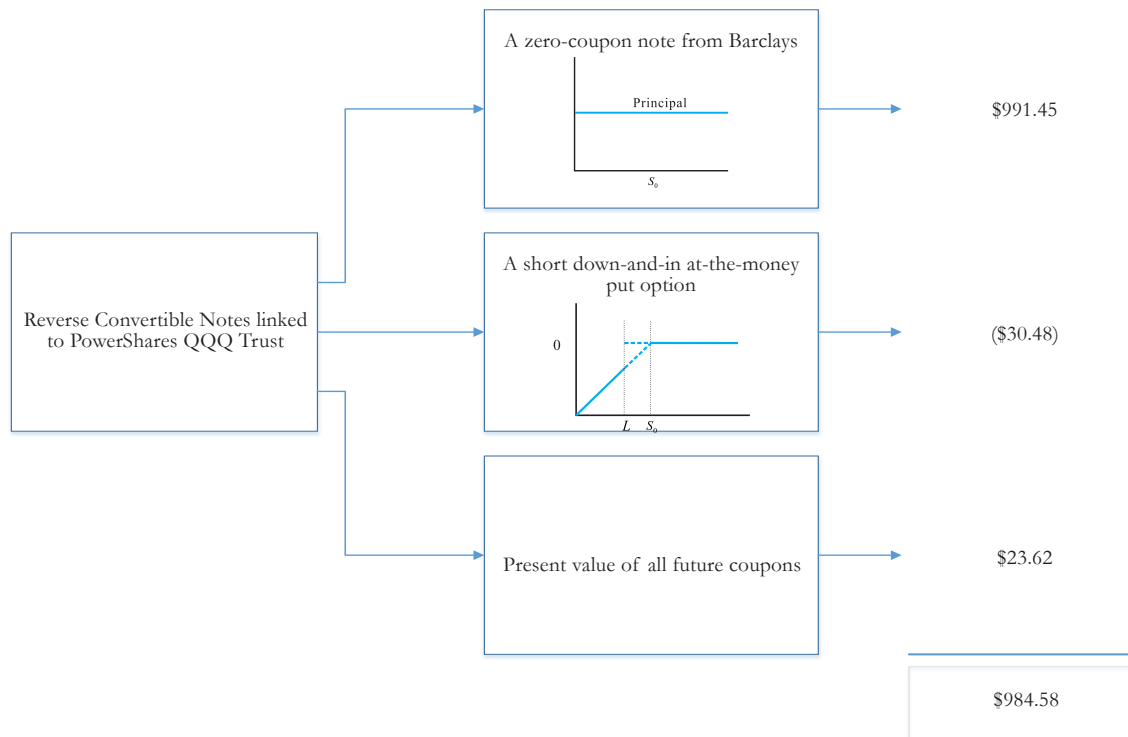 A zero-coupon note from Barclays
Principal
S₀
$991.45
Reverse Convertible Notes linked
to PowerShares QQQ Trust
A short down-and-in at-the-money
put option
0
L S₀
($30.48)
Present value of all future coupons
$23.62
$984.58